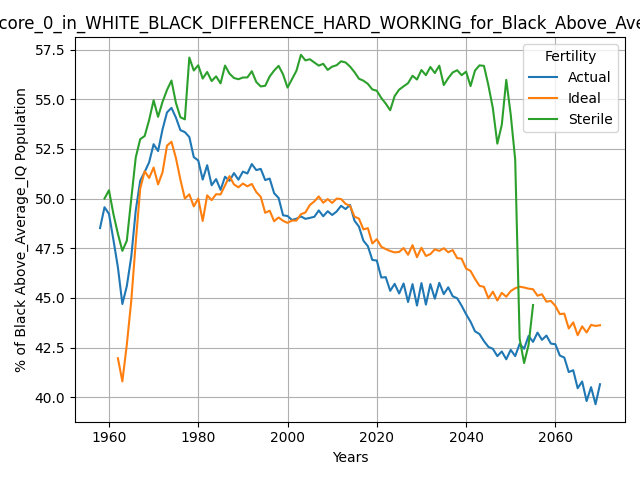 core_0_in_WHITE_BLACK_DIFFERENCE_HARD_WORKING_for_Black_Above_Ave
Fertility
Actual
Ideal
Sterile
% of Black Above_Average_IQ Population
57.5
55.0
52.5
50.0
47.5
45.0
42.5
40.0
1960
1980
2000
2020
2040
2060
Years